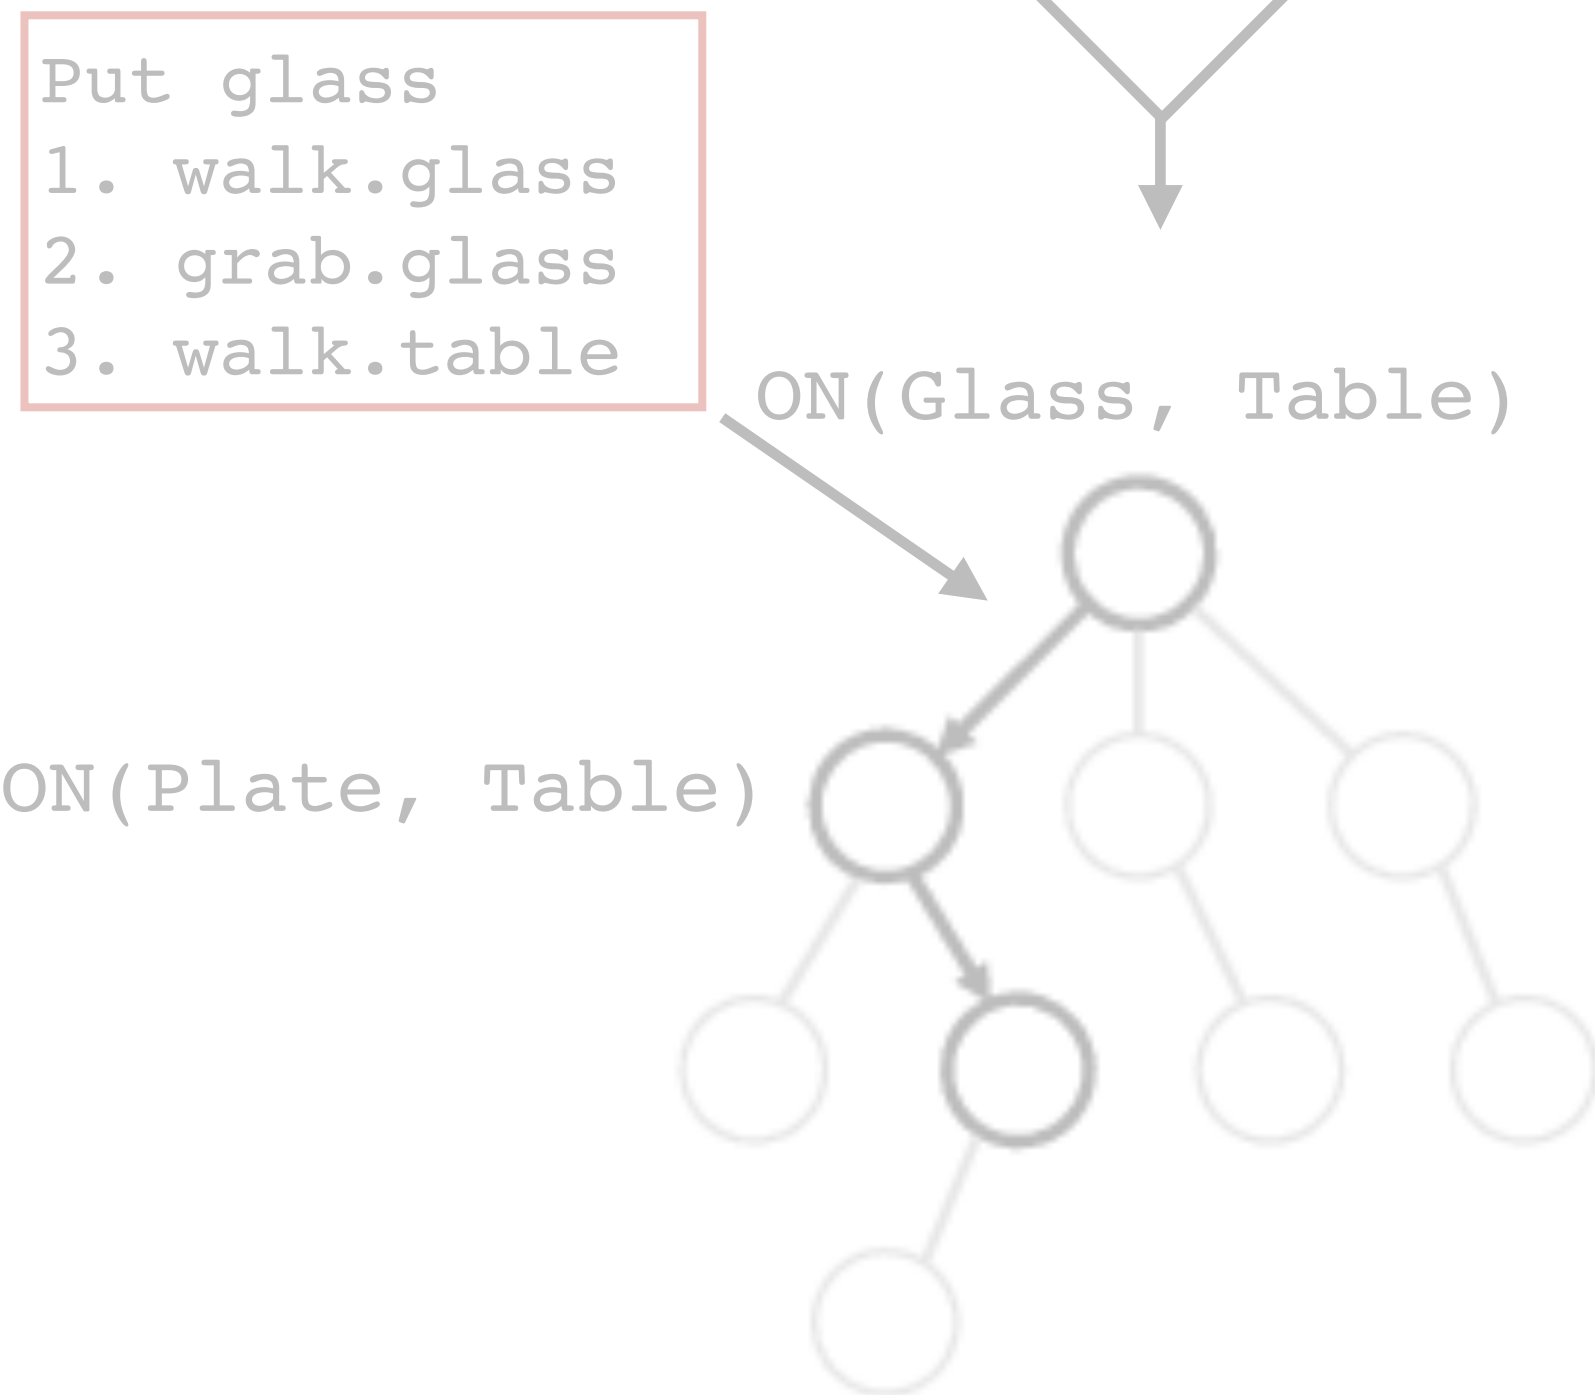 Put glass
1. walk.glass
2. grab.glass
3. walk.table
ON(Glass, Table)
ON(Plate, Table)